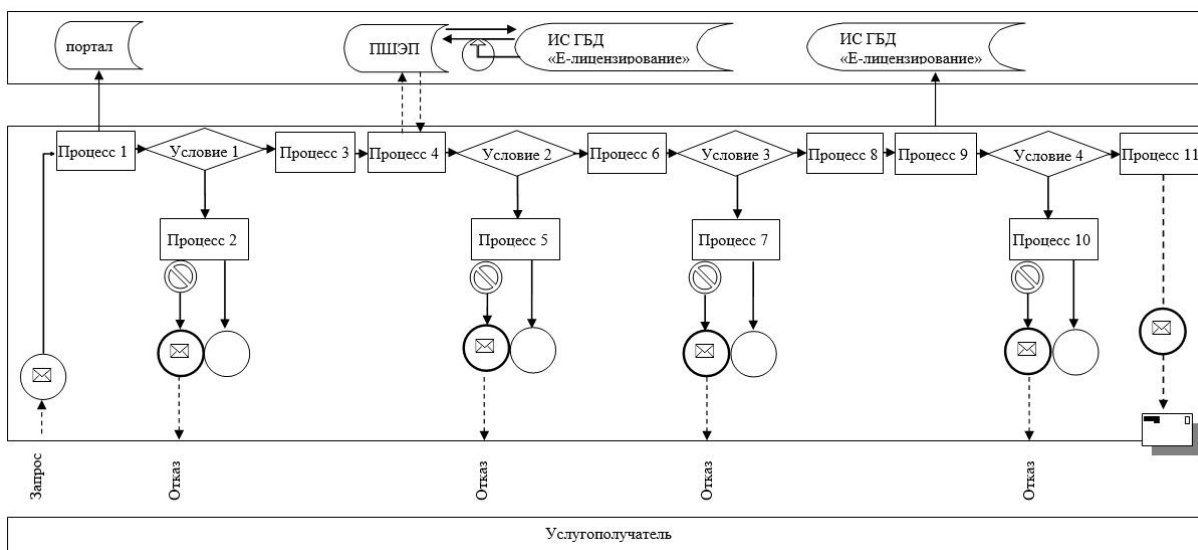 портал
ПШЭП
ИС ГБД
«Е-лицензирование»
ИС ГБД
«Е-лицензирование»
Процесс 1
Условие 1
Процесс 3
Процесс 4
Условие 2
Процесс 6
Условие 3
Процесс 8
Процесс 9
Условие 4
Процесс 11
Процесс 2
Процесс 5
Процесс 7
Процесс 10
Запрос
Отказ
Отказ
Отказ
Отказ
Услугополучатель